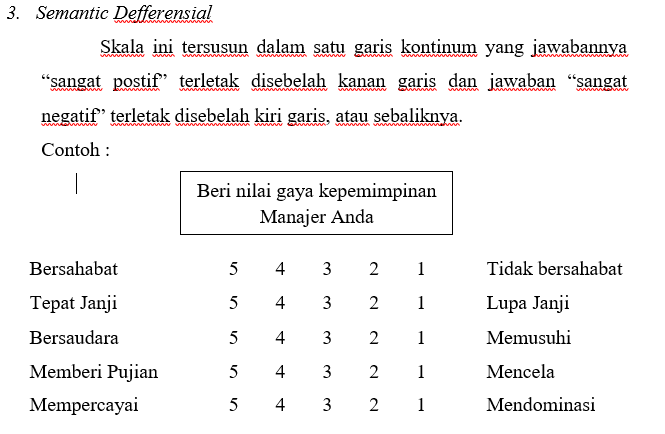 3. Semantic Defferensial
Skala ini tersusun dalam satu garis kontinum yang jawabannya
“sangat postif” terletak disebelah kanan garis dan jawaban “sangat
negatif” terletak disebelah kiri garis, atau sebaliknya.
Contoh :
Beri nilai gaya kepemimpinan
Manajer Anda
Bersahabat 5 4 3 2 1 Tidak bersahabat
Tepat Janji 5 4 3 2 1 Lupa Janji
Bersaudara 5 4 3 2 1 Memusuhi
Memberi Pujian 5 4 3 2 1 Mencela
Mempercayai 5 4 3 2 1 Mendominasi